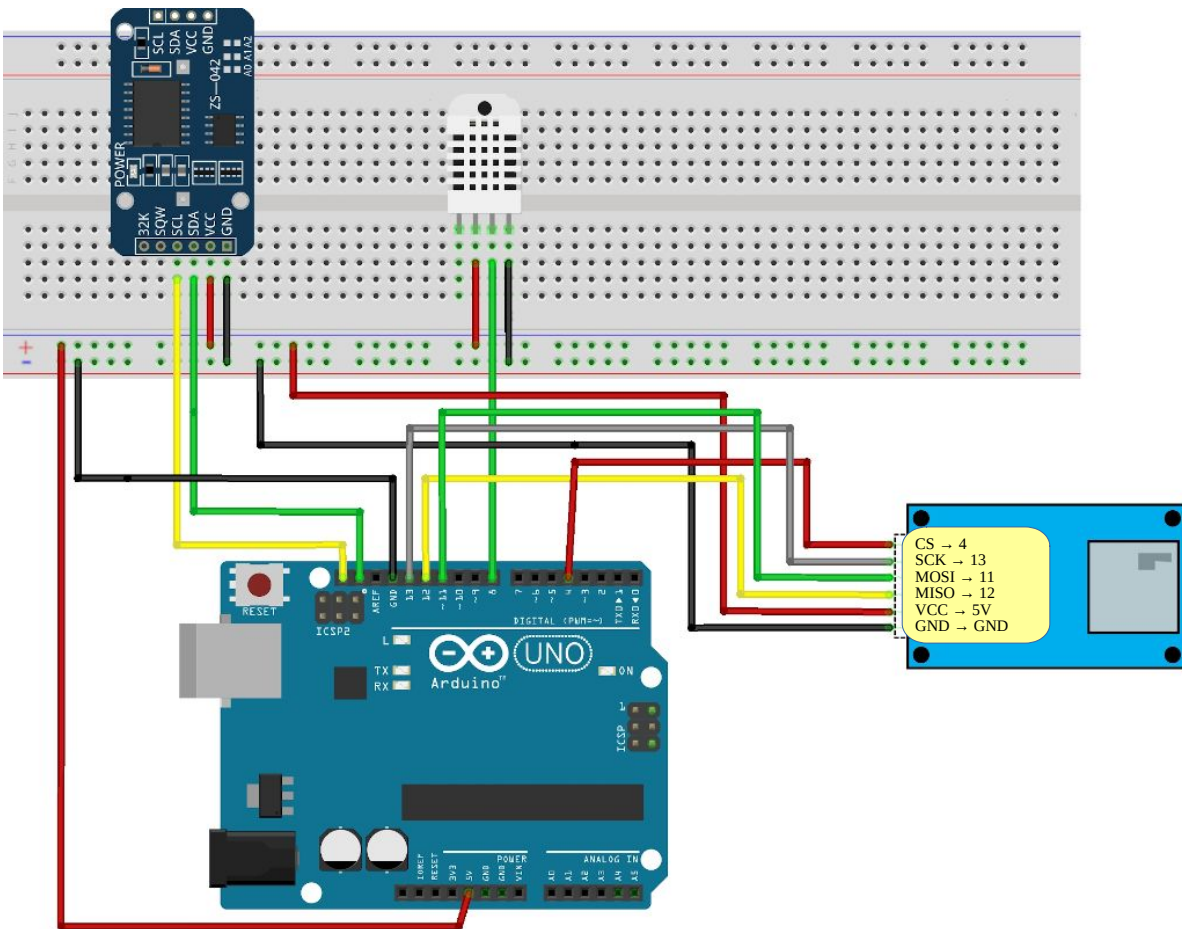 SCL
SDA
VCC
GND
A0 A1 A2
ZS-042
POWER
32K
SQW
SCL
SDA
VCC
GND
J
I
H
G
F
+
-
CS → 4
SCK → 13
MOSI → 11
MISO → 12
VCC → 5V
GND → GND
RESET
ICSP2
AREF
GND
13
12
~11
~10
~9
8
7
~6
~5
4
~3
2
TXD▶1
RXD◀0
DIGITAL (PWM=~)
L
TX
RX
Arduino™
UNO
ON
1
ICSP
POWER
ANALOG IN
IOREF
RESET
3V3
5V
GND
GND
VIN
A0
A1
A2
A3
A4
A5